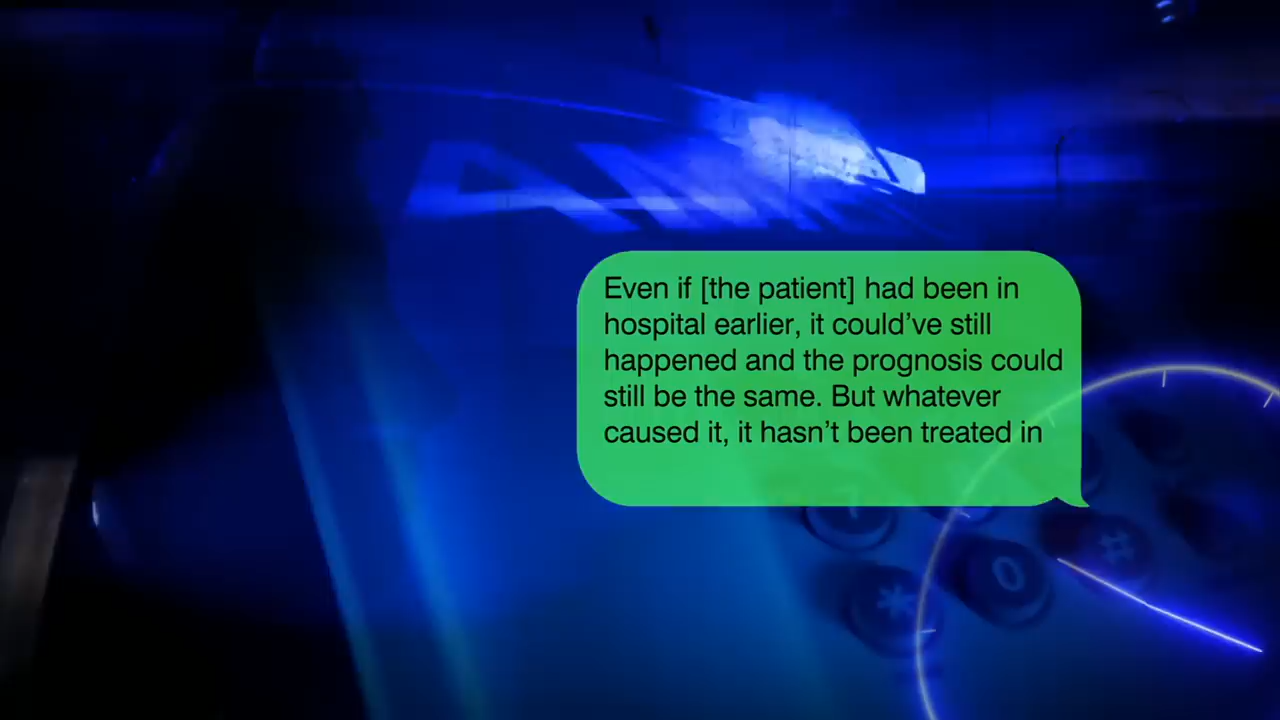 Even if [the patient] had been in
hospital earlier, it could’ve still
happened and the prognosis could
still be the same. But whatever
caused it, it hasn’t been treated in
*
0
#